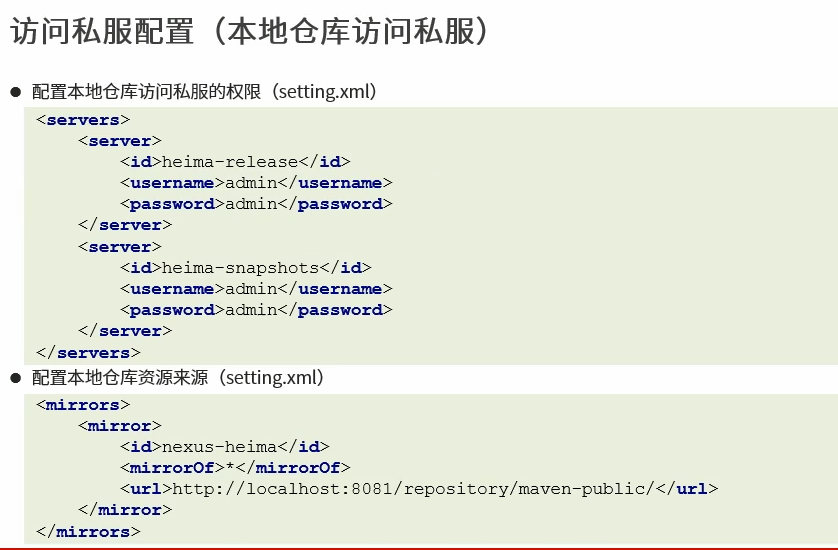 访问私服配置（本地仓库访问私服）
● 配置本地仓库访问私服的权限（setting.xml）
<servers>
    <server>
        <id>heima-release</id>
        <username>admin</username>
        <password>admin</password>
    </server>
    <server>
        <id>heima-snapshots</id>
        <username>admin</username>
        <password>admin</password>
    </server>
</servers>
● 配置本地仓库资源来源（setting.xml）
<mirrors>
    <mirror>
        <id>nexus-heima</id>
        <mirrorOf>*</mirrorOf>
        <url>http://localhost:8081/repository/maven-public/</url>
    </mirror>
</mirrors>